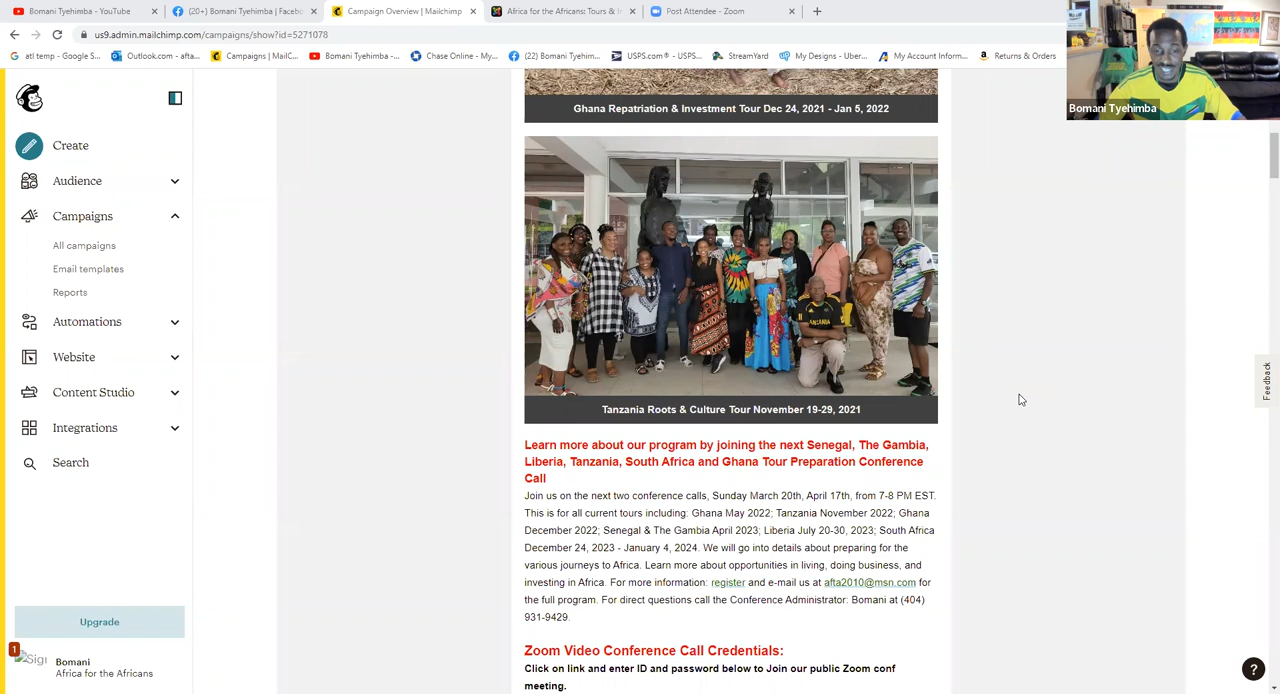 Bomani Tyehimba - YouTube
(20+) Bomani Tyehimba | Facebo
Campaign Overview | Mailchimp
Africa for the Africans: Tours & In
Post Attendee - Zoom
us9.admin.mailchimp.com/campaigns/show?id=5271078
atl temp - Google S...
Outlook.com - afta...
Campaigns | MailC...
Bomani Tyehimba -...
Chase Online - My...
(22) Bomani Tyehim...
USPS.com® - USPS...
StreamYard
My Designs - Uber...
My Account Inform...
Returns & Orders
Bomani Tyehimba
Create
Audience
Campaigns
All campaigns
Email templates
Reports
Automations
Website
Content Studio
Integrations
Search
Upgrade
1
Bomani
Africa for the Africans
Ghana Repatriation & Investment Tour Dec 24, 2021 - Jan 5, 2022
TANZANIA
Tanzania Roots & Culture Tour November 19-29, 2021
Learn more about our program by joining the next Senegal, The Gambia,
Liberia, Tanzania, South Africa and Ghana Tour Preparation Conference
Call
Join us on the next two conference calls, Sunday March 20th, April 17th, from 7-8 PM EST.
This is for all current tours including: Ghana May 2022; Tanzania November 2022; Ghana
December 2022; Senegal & The Gambia April 2023; Liberia July 20-30, 2023; South Africa
December 24, 2023 - January 4, 2024. We will go into details about preparing for the
various journeys to Africa. Learn more about opportunities in living, doing business, and
investing in Africa. For more information: register and e-mail us at afta2010@msn.com for
the full program. For direct questions call the Conference Administrator: Bomani at (404)
931-9429.
Zoom Video Conference Call Credentials:
Click on link and enter ID and password below to Join our public Zoom conf
meeting.
Feedback
?